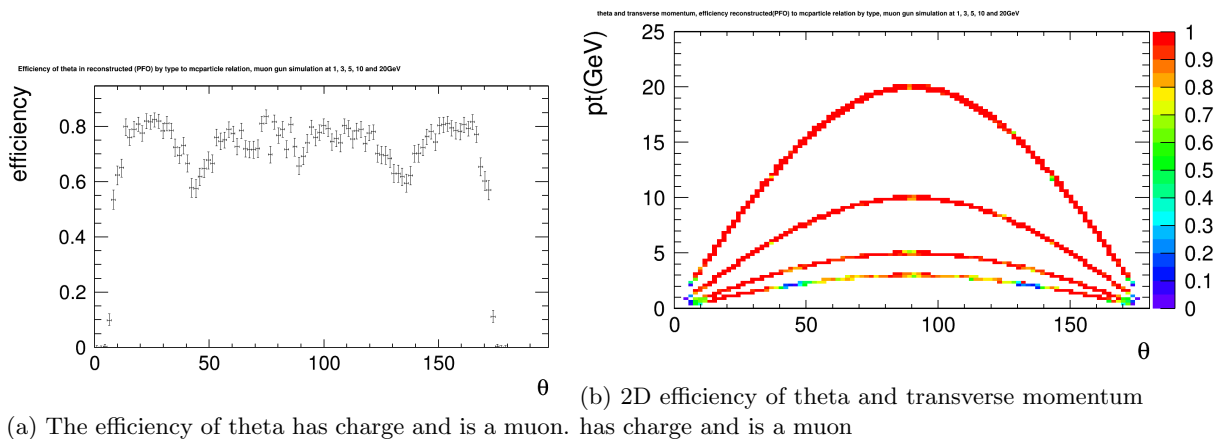 theta and transverse momentum, efficiency reconstructed(PFO) to mcparticle relation by type, muon gun simulation at 1, 3, 5, 10 and 20GeV
Efficiency of theta in reconstructed (PFO) by type to mcparticle relation, muon gun simulation at 1, 3, 5, 10 and 20GeV
efficiency
0.8
0.6
0.4
0.2
0
0 50 100 150
θ
pt(GeV)
25
20
15
10
5
0
0 50 100 150
θ
1
0.9
0.8
0.7
0.6
0.5
0.4
0.3
0.2
0.1
0
(a) The efficiency of theta has charge and is a muon.
(b) 2D efficiency of theta and transverse momentum
has charge and is a muon